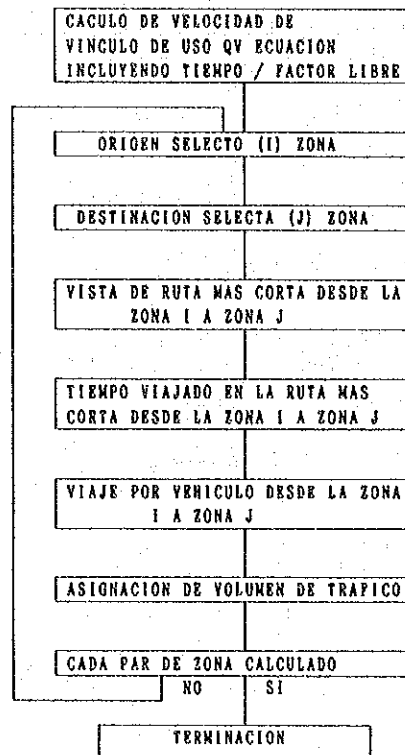 CACULO DE VELOCIDAD DE
VINCULO DE USO QV ECUACION
INCLUYENDO TIEMPO / FACTOR LIBRE
ORIGEN SELECTO (I) ZONA
DESTINACION SELECTA (J) ZONA
VISTA DE RUTA MAS CORTA DESDE LA
ZONA I A ZONA J
TIEMPO VIAJADO EN LA RUTA MAS
CORTA DESDE LA ZONA I A ZONA J
VIAJE POR VEHICULO DESDE LA ZONA
I A ZONA J
ASIGNACION DE VOLUMEN DE TRAFICO
CADA PAR DE ZONA CALCULADO
NO SI
TERMINACION